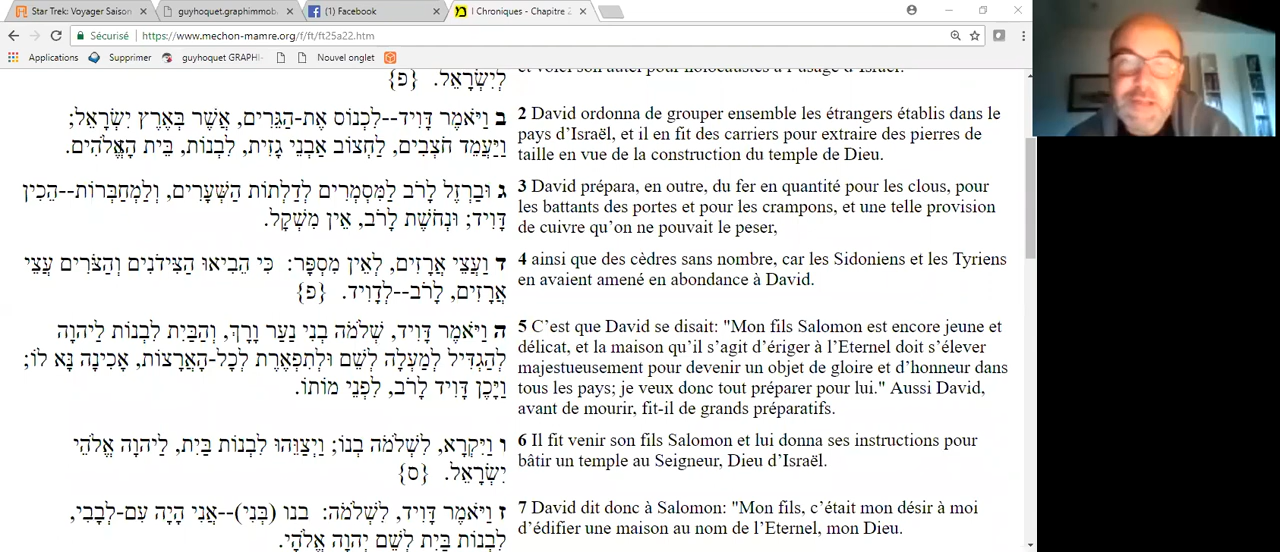 Star Trek: Voyager Saison
guyhoquet.graphimmob
(1) Facebook
I Chroniques - Chapitre 2
Sécurisé
https://www.mechon-mamre.org/f/ft/ft25a22.htm
Applications
Supprimer
guyhoquet GRAPHI-
Nouvel onglet
לְיִשְׂרָאֵל. {פ}
et voici son autel pour holocaustes à l'usage d'Israël.
ב וַיֹּאמֶר דָּוִיד--לִכְנוֹס אֶת-הַגֵּרִים, אֲשֶׁר בְּאֶרֶץ יִשְׂרָאֵל;
וַיַּעֲמֵד חֹצְבִים, לַחְצוֹב אַבְנֵי גָזִית, לִבְנוֹת, בֵּית הָאֱלֹהִים.
2 David ordonna de grouper ensemble les étrangers établis dans le
pays d'Israël, et il en fit des carriers pour extraire des pierres de
taille en vue de la construction du temple de Dieu.
ג וּבַרְזֶל לָרֹב לַמִּסְמְרִים לְדַלְתוֹת הַשְּׁעָרִים, וְלַמְחַבְּרוֹת--הֵכִין
דָּוִיד; וּנְחֹשֶׁת לָרֹב, אֵין מִשְׁקָל.
3 David prépara, en outre, du fer en quantité pour les clous, pour
les battants des portes et pour les crampons, et une telle provision
de cuivre qu'on ne pouvait le peser,
ד וַעֲצֵי אֲרָזִים, לְאֵין מִסְפָּר: כִּי הֵבִיאוּ הַצִּידֹנִים וְהַצֹּרִים עֲצֵי
אֲרָזִים, לָרֹב--לְדָוִיד. {פ}
4 ainsi que des cèdres sans nombre, car les Sidoniens et les Tyriens
en avaient amené en abondance à David.
ה וַיֹּאמֶר דָּוִיד, שְׁלֹמֹה בְנִי נַעַר וָרָךְ, וְהַבַּיִת לִבְנוֹת לַיהוָה
לְהַגְדִּיל לְמַעְלָה לְשֵׁם וּלְתִפְאֶרֶת לְכָל-הָאֲרָצוֹת, אָכִינָה נָּא לוֹ;
וַיָּכֶן דָּוִיד לָרֹב, לִפְנֵי מוֹתוֹ.
5 C'est que David se disait: "Mon fils Salomon est encore jeune et
délicat, et la maison qu'il s'agit d'ériger à l'Eternel doit s'élever
majestueusement pour devenir un objet de gloire et d'honneur dans
tous les pays; je veux donc tout préparer pour lui." Aussi David,
avant de mourir, fit-il de grands préparatifs.
ו וַיִּקְרָא, לִשְׁלֹמֹה בְנוֹ; וַיְצַוֵּהוּ לִבְנוֹת בַּיִת, לַיהוָה אֱלֹהֵי
יִשְׂרָאֵל. {ס}
6 Il fit venir son fils Salomon et lui donna ses instructions pour
bâtir un temple au Seigneur, Dieu d'Israël.
ז וַיֹּאמֶר דָּוִיד, לִשְׁלֹמֹה: בנו (בְּנִי)--אֲנִי הָיָה עִם-לְבָבִי,
לִבְנוֹת בַּיִת לְשֵׁם יְהוָה אֱלֹהָי.
7 David dit donc à Salomon: "Mon fils, c'était mon désir à moi
d'édifier une maison au nom de l'Eternel, mon Dieu.